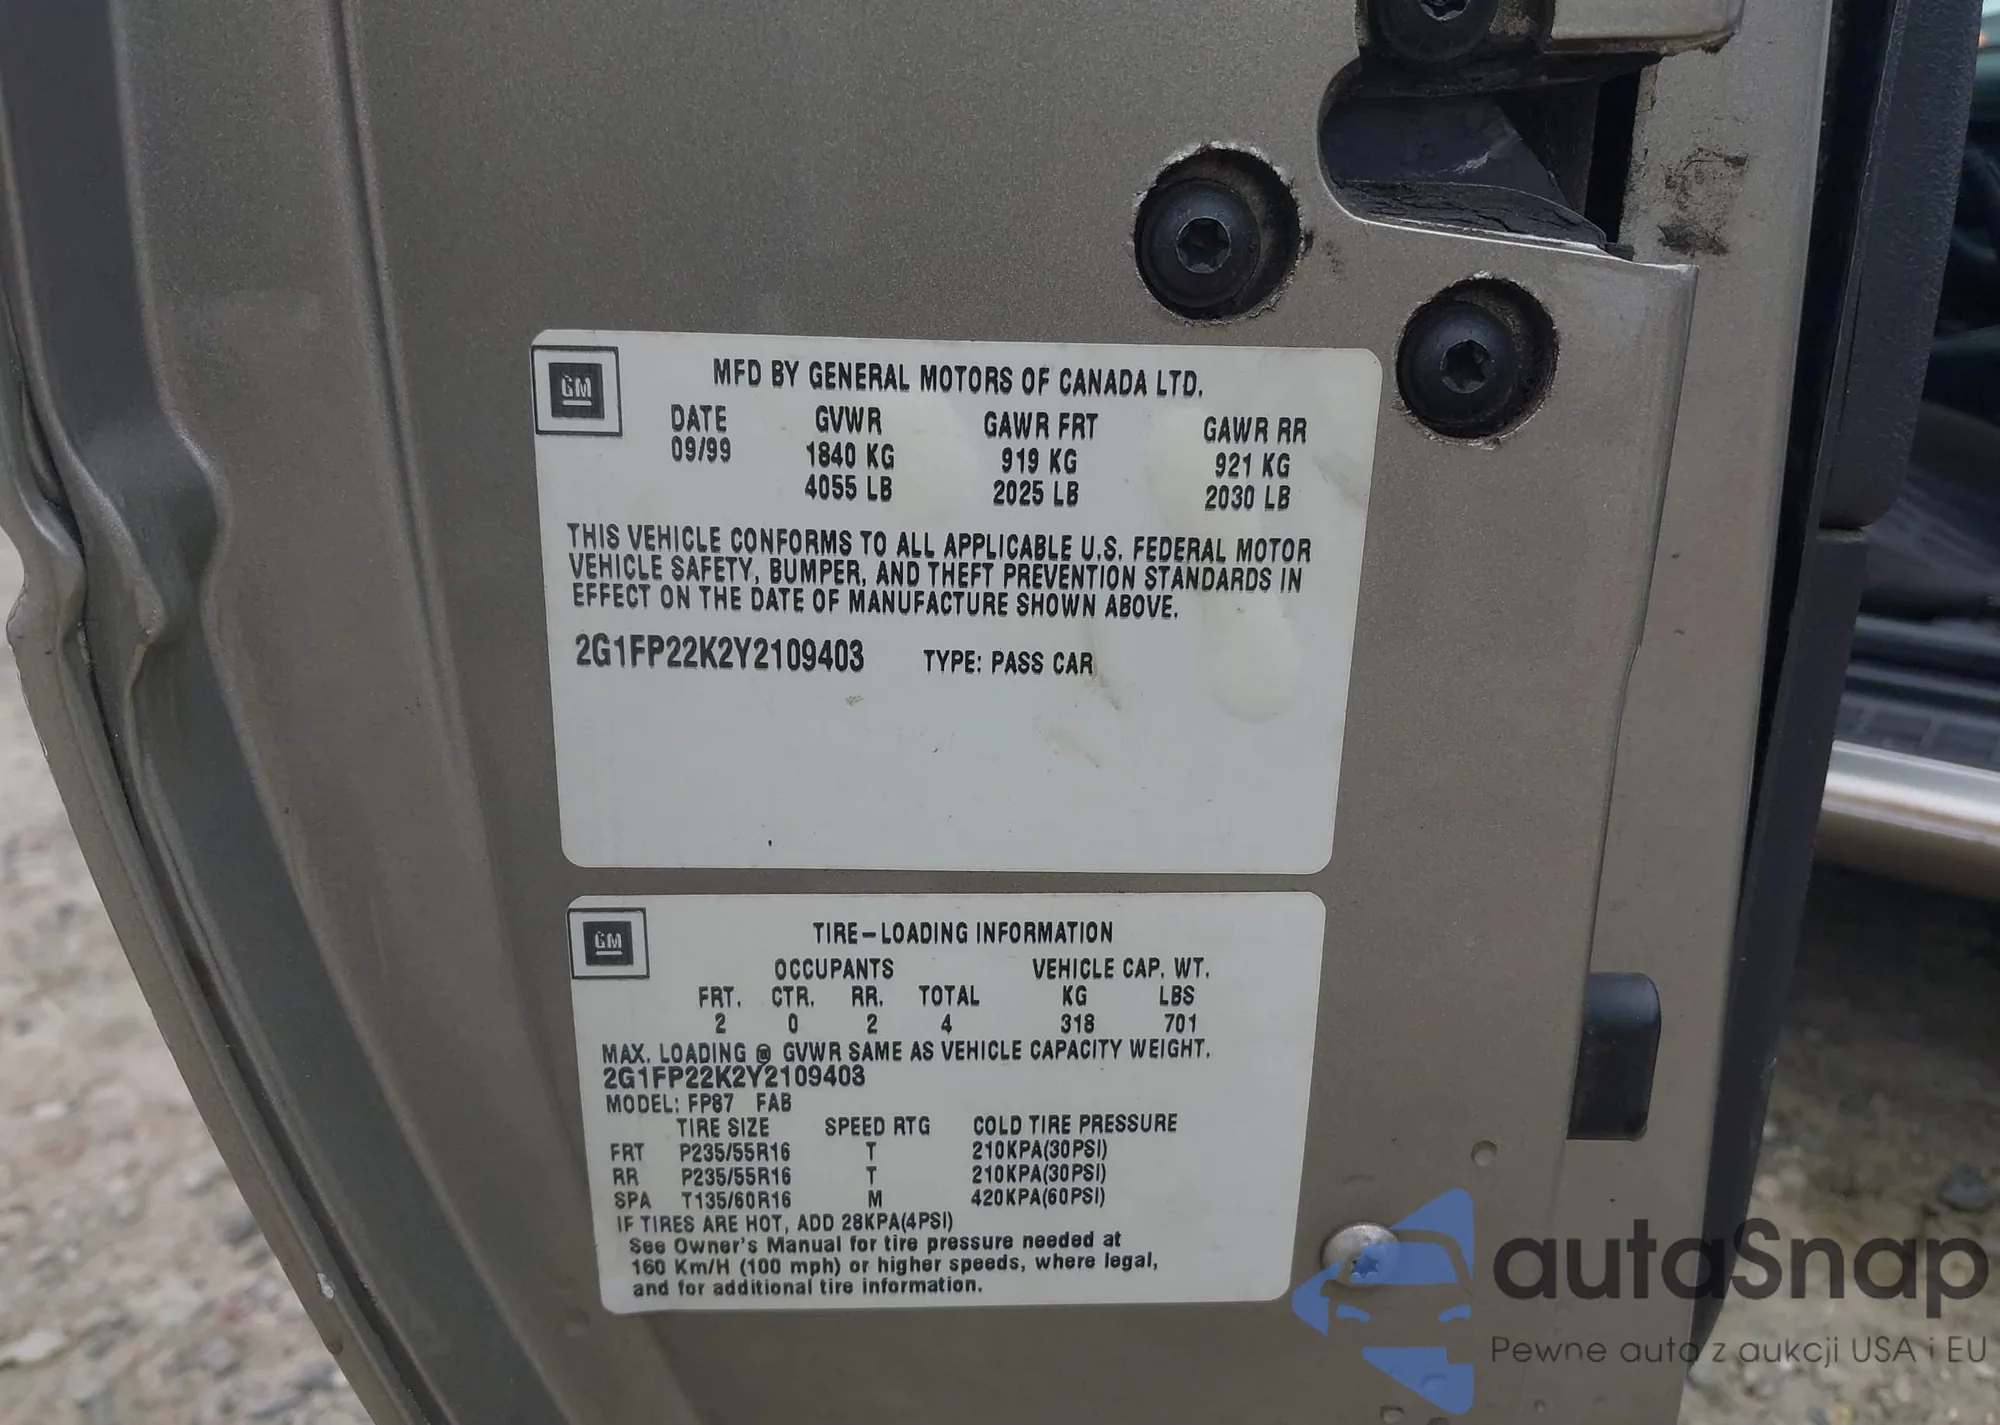 GM
MFD BY GENERAL MOTORS OF CANADA LTD.
DATE GVWR GAWR FRT GAWR RR
09/99 1840 KG 919 KG 921 KG
4055 LB 2025 LB 2030 LB
THIS VEHICLE CONFORMS TO ALL APPLICABLE U.S. FEDERAL MOTOR
VEHICLE SAFETY, BUMPER, AND THEFT PREVENTION STANDARDS IN
EFFECT ON THE DATE OF MANUFACTURE SHOWN ABOVE.
2G1FP22K2Y2109403 TYPE: PASS CAR
GM
TIRE-LOADING INFORMATION
OCCUPANTS VEHICLE CAP. WT.
FRT. CTR. RR. TOTAL KG LBS
2 0 2 4 318 701
MAX. LOADING @ GVWR SAME AS VEHICLE CAPACITY WEIGHT.
2G1FP22K2Y2109403
MODEL: FP87 FAB
TIRE SIZE SPEED RTG COLD TIRE PRESSURE
FRT P235/55R16 T 210KPA(30PSI)
RR P235/55R16 T 210KPA(30PSI)
SPA T135/60R16 M 420KPA(60PSI)
IF TIRES ARE HOT, ADD 28KPA(4PSI)
See Owner's Manual for tire pressure needed at
160 Km/H (100 mph) or higher speeds, where legal,
and for additional tire information.
autaSnap
Pewne auta z aukcji USA i EU